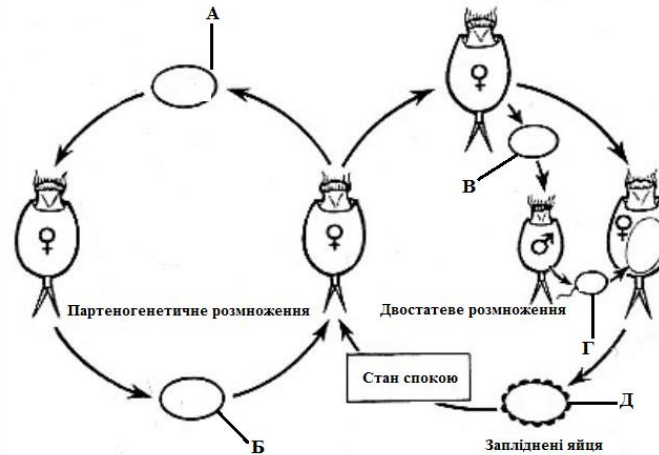 А
В
Партеногенетичне розмноження
Двостатеве розмноження
Г
Стан спокою
Б
Д
Запліднені яйця